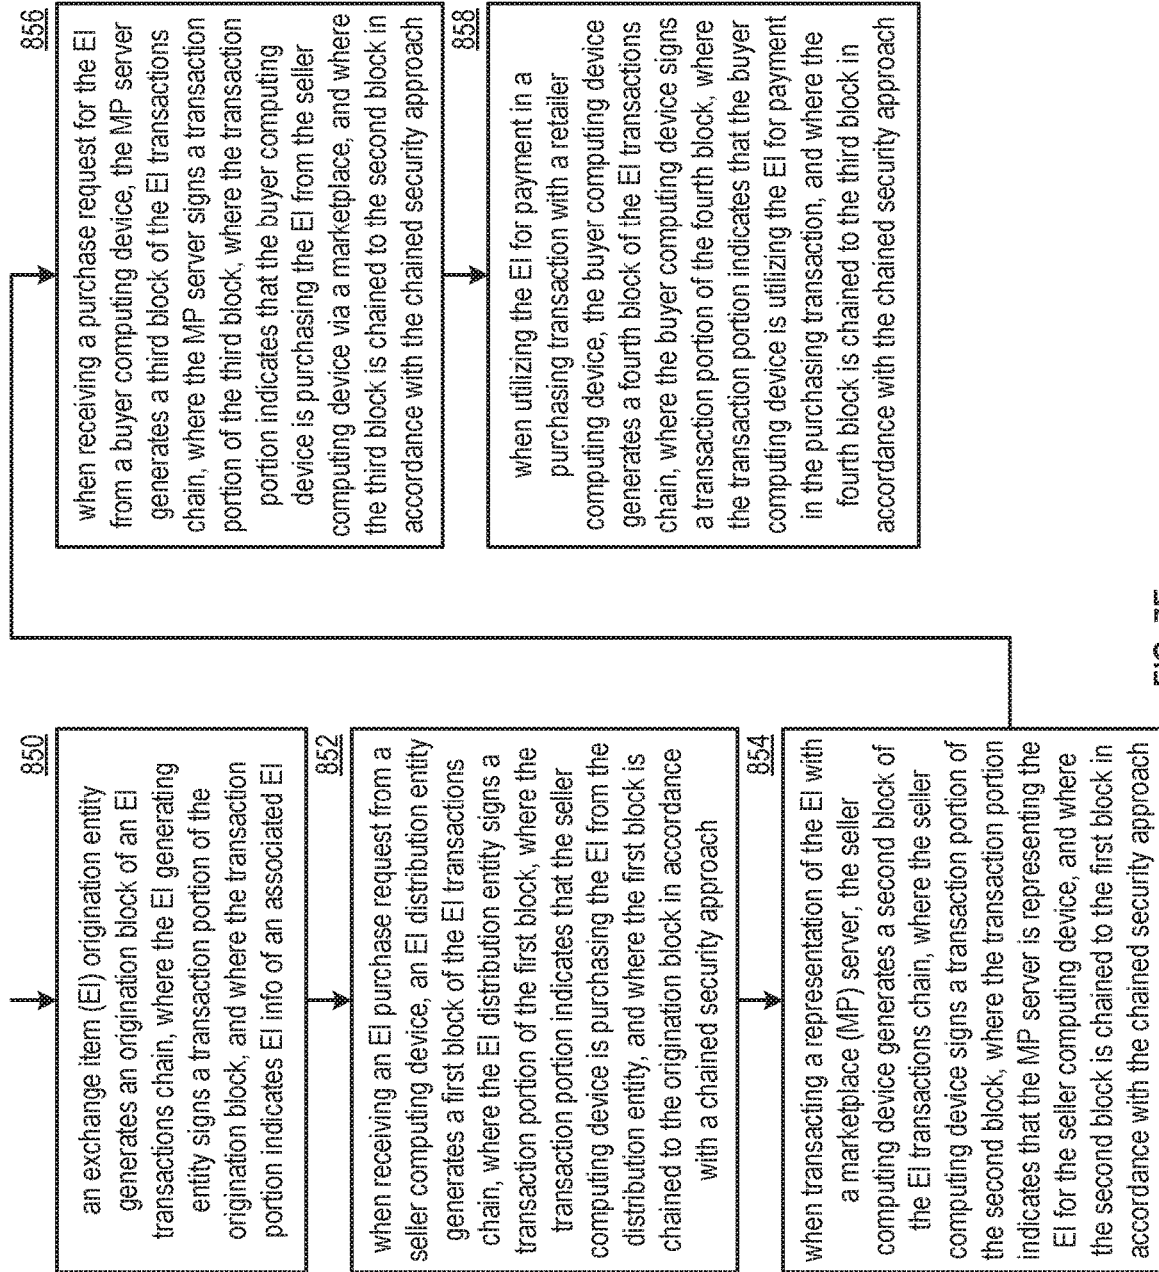 850
an exchange item (EI) origination entity
generates an origination block of an EI
transactions chain, where the EI generating
entity signs a transaction portion of the
origination block, and where the transaction
portion indicates EI info of an associated EI
852
when receiving an EI purchase request from a
seller computing device, an EI distribution entity
generates a first block of the EI transactions
chain, where the EI distribution entity signs a
transaction portion of the first block, where the
transaction portion indicates that the seller
computing device is purchasing the EI from the
distribution entity, and where the first block is
chained to the origination block in accordance
with a chained security approach
854
when transacting a representation of the EI with
a marketplace (MP) server, the seller
computing device generates a second block of
the EI transactions chain, where the seller
computing device signs a transaction portion of
the second block, where the transaction portion
indicates that the MP server is representing the
EI for the seller computing device, and where
the second block is chained to the first block in
accordance with the chained security approach
856
when receiving a purchase request for the EI
from a buyer computing device, the MP server
generates a third block of the EI transactions
chain, where the MP server signs a transaction
portion of the third block, where the transaction
portion indicates that the buyer computing
device is purchasing the EI from the seller
computing device via a marketplace, and where
the third block is chained to the second block in
accordance with the chained security approach
858
when utilizing the EI for payment in a
purchasing transaction with a retailer
computing device, the buyer computing device
generates a fourth block of the EI transactions
chain, where the buyer computing device signs
a transaction portion of the fourth block, where
the transaction portion indicates that the buyer
computing device is utilizing the EI for payment
in the purchasing transaction, and where the
fourth block is chained to the third block in
accordance with the chained security approach